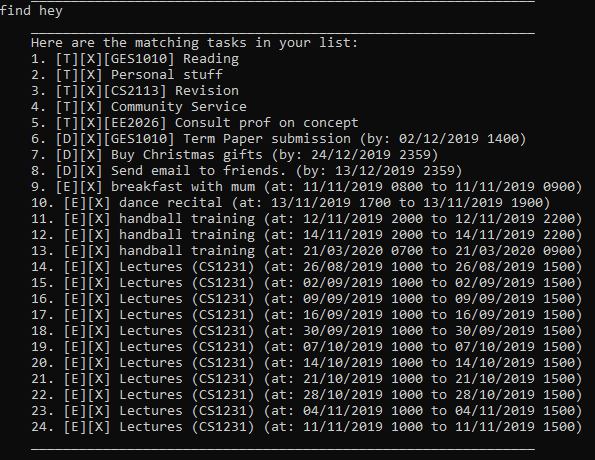 find hey
Here are the matching tasks in your list:
1. [T][X][GES1010] Reading
2. [T][X] Personal stuff
3. [T][X][CS2113] Revision
4. [T][X] Community Service
5. [T][X][EE2026] Consult prof on concept
6. [D][X][GES1010] Term Paper submission (by: 02/12/2019 1400)
7. [D][X] Buy Christmas gifts (by: 24/12/2019 2359)
8. [D][X] Send email to friends. (by: 13/12/2019 2359)
9. [E][X] breakfast with mum (at: 11/11/2019 0800 to 11/11/2019 0900)
10. [E][X] dance recital (at: 13/11/2019 1700 to 13/11/2019 1900)
11. [E][X] handball training (at: 12/11/2019 2000 to 12/11/2019 2200)
12. [E][X] handball training (at: 14/11/2019 2000 to 14/11/2019 2200)
13. [E][X] handball training (at: 21/03/2020 0700 to 21/03/2020 0900)
14. [E][X] Lectures (CS1231) (at: 26/08/2019 1000 to 26/08/2019 1500)
15. [E][X] Lectures (CS1231) (at: 02/09/2019 1000 to 02/09/2019 1500)
16. [E][X] Lectures (CS1231) (at: 09/09/2019 1000 to 09/09/2019 1500)
17. [E][X] Lectures (CS1231) (at: 16/09/2019 1000 to 16/09/2019 1500)
18. [E][X] Lectures (CS1231) (at: 30/09/2019 1000 to 30/09/2019 1500)
19. [E][X] Lectures (CS1231) (at: 07/10/2019 1000 to 07/10/2019 1500)
20. [E][X] Lectures (CS1231) (at: 14/10/2019 1000 to 14/10/2019 1500)
21. [E][X] Lectures (CS1231) (at: 21/10/2019 1000 to 21/10/2019 1500)
22. [E][X] Lectures (CS1231) (at: 28/10/2019 1000 to 28/10/2019 1500)
23. [E][X] Lectures (CS1231) (at: 04/11/2019 1000 to 04/11/2019 1500)
24. [E][X] Lectures (CS1231) (at: 11/11/2019 1000 to 11/11/2019 1500)